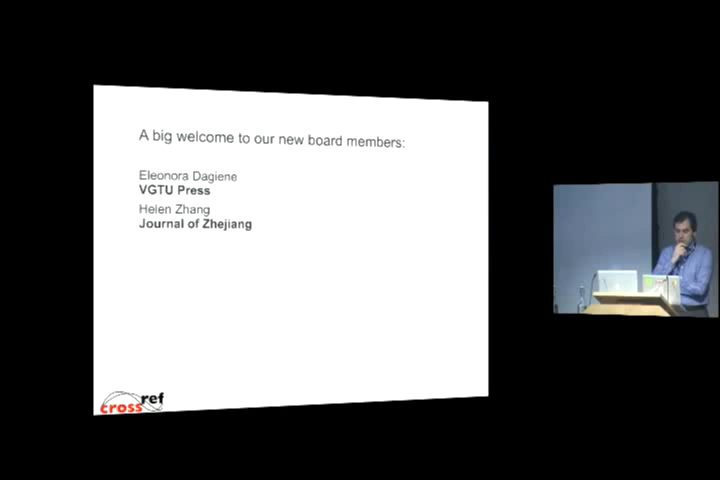 A big welcome to our new board members:
Eleonora Dagiene
VGTU Press
Helen Zhang
Journal of Zhejiang
crossref